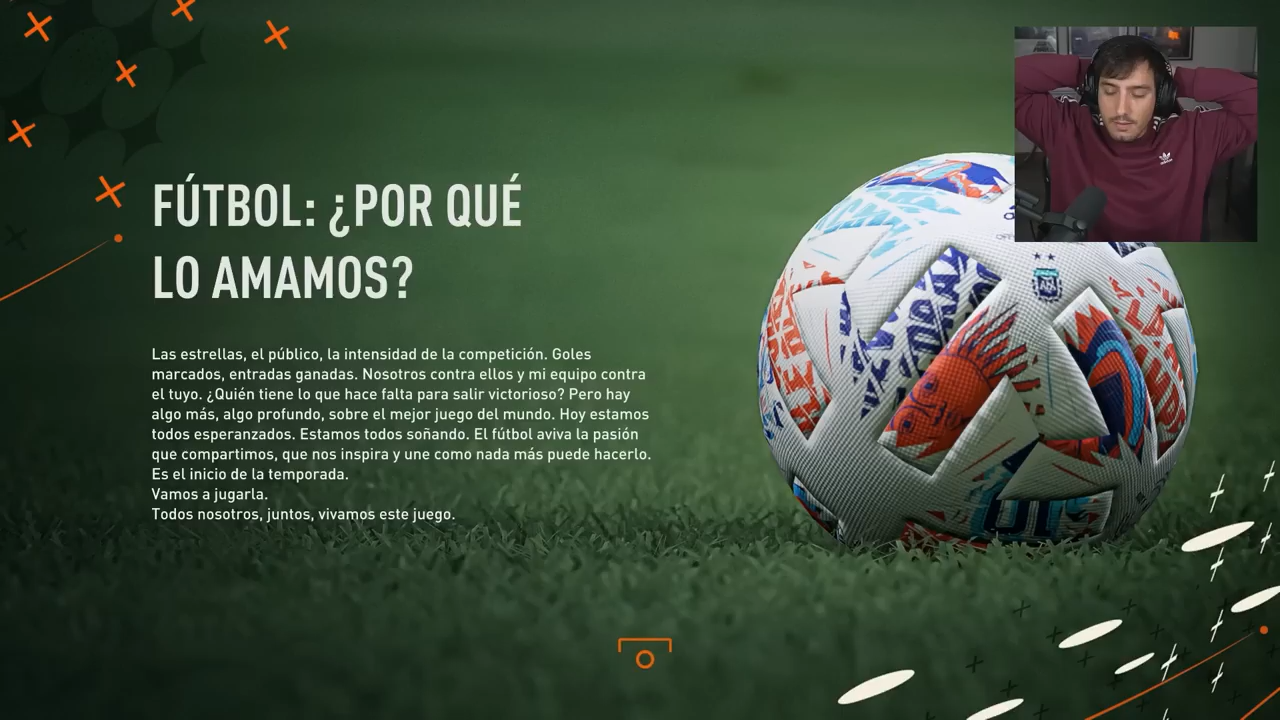 FÚTBOL: ¿POR QUÉ
LO AMAMOS?
Las estrellas, el público, la intensidad de la competición. Goles
marcados, entradas ganadas. Nosotros contra ellos y mi equipo contra
el tuyo. ¿Quién tiene lo que hace falta para salir victorioso? Pero hay
algo más, algo profundo, sobre el mejor juego del mundo. Hoy estamos
todos esperanzados. Estamos todos soñando. El fútbol aviva la pasión
que compartimos, que nos inspira y une como nada más puede hacerlo.
Es el inicio de la temporada.
Vamos a jugarla.
Todos nosotros, juntos, vivamos este juego.
AFA